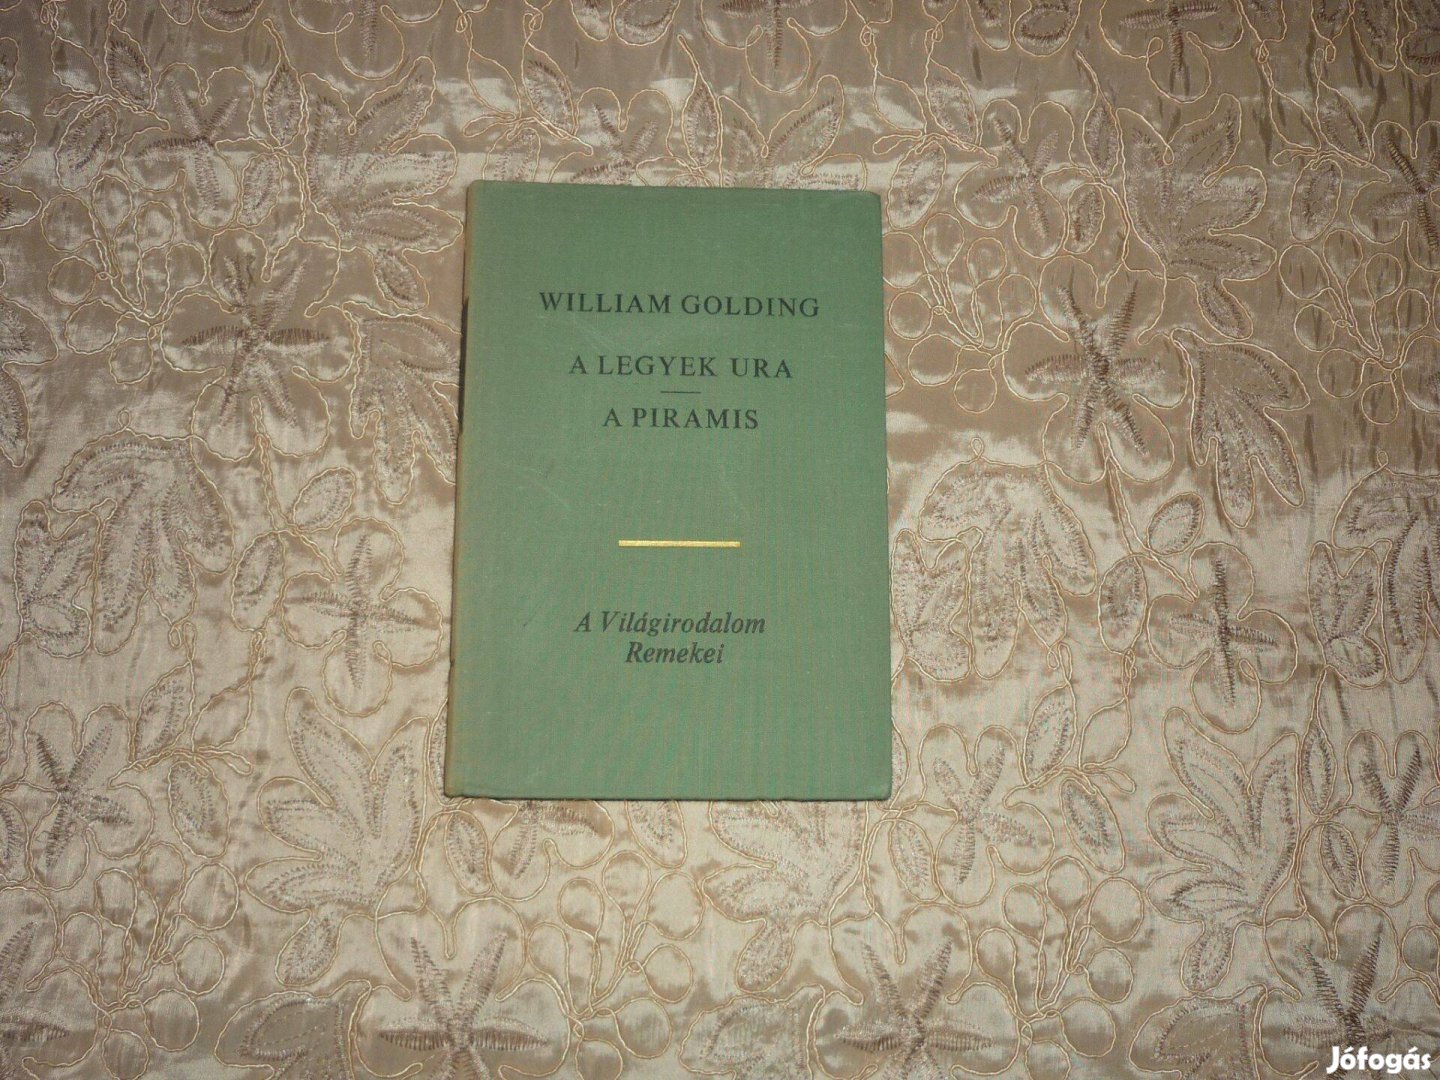 WILLIAM GOLDING
A LEGYEK URA
A PIRAMIS
A Világirodalom
Remekei
Jófogás